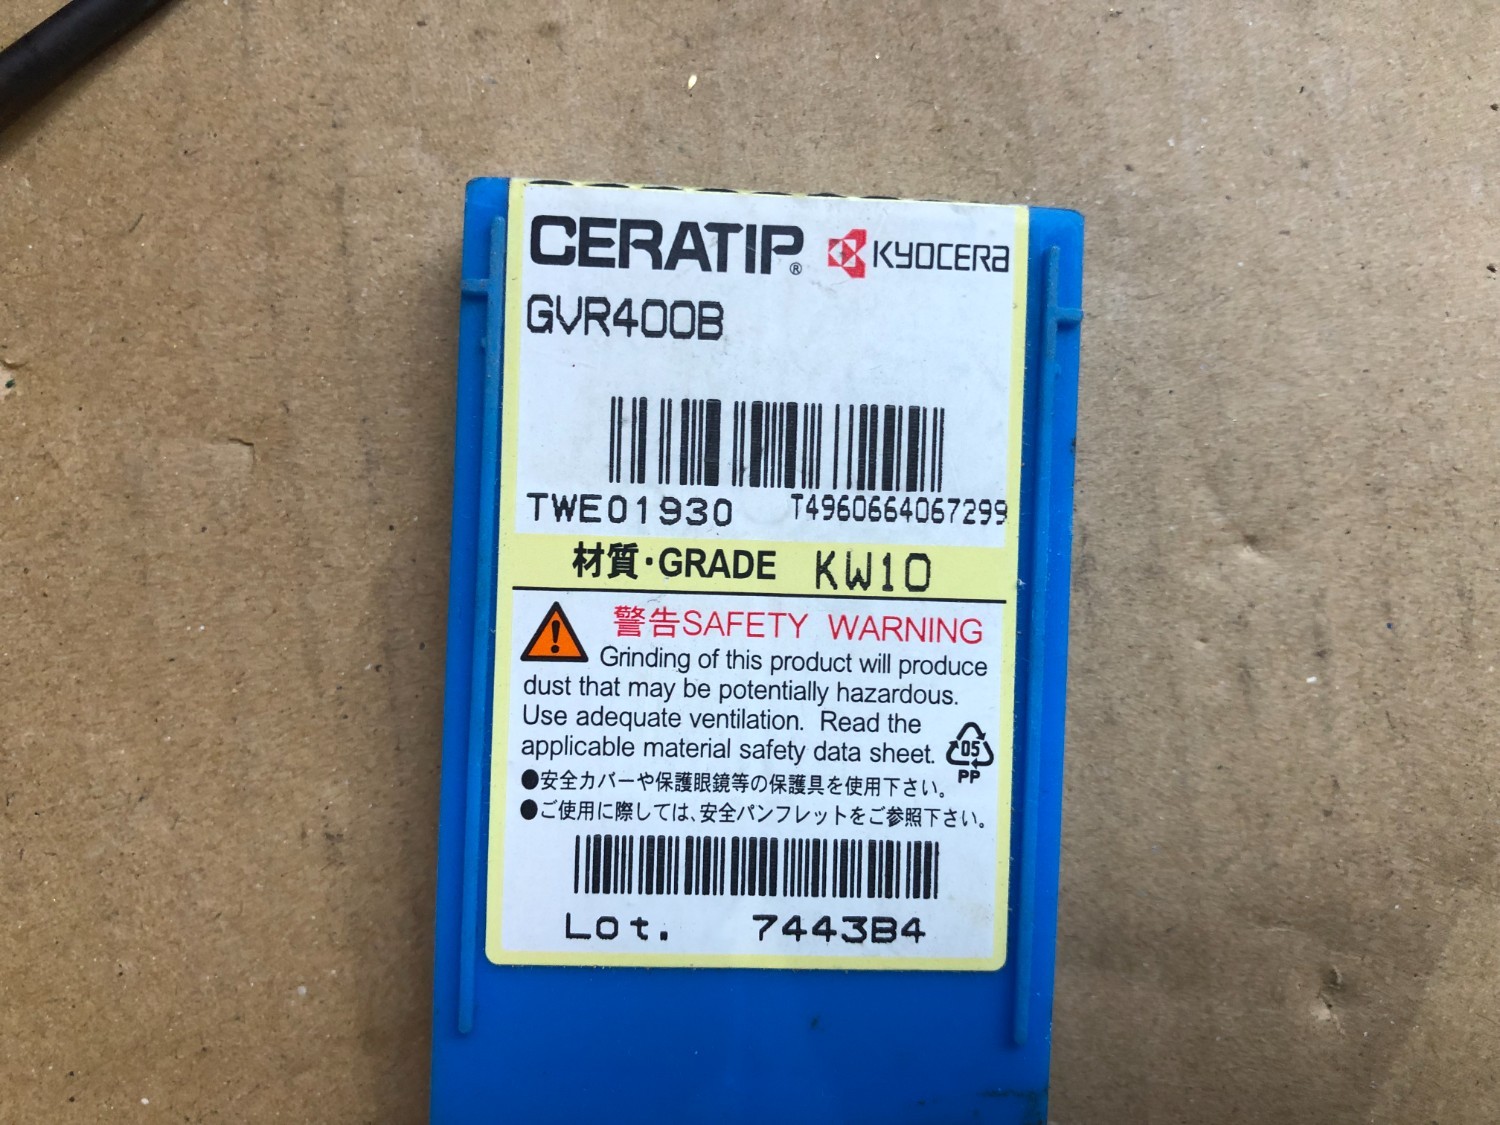 CERATIP® KYOCERA
GVR400B
TWE01930 T4960664067299
材質・GRADE KW10
警告SAFETY WARNING
Grinding of this product will produce
dust that may be potentially hazardous.
Use adequate ventilation. Read the
applicable material safety data sheet.
05
PP
●安全カバーや保護眼鏡等の保護具を使用下さい。
●ご使用に際しては、安全パンフレットをご参照下さい。
Lot. 7443B4